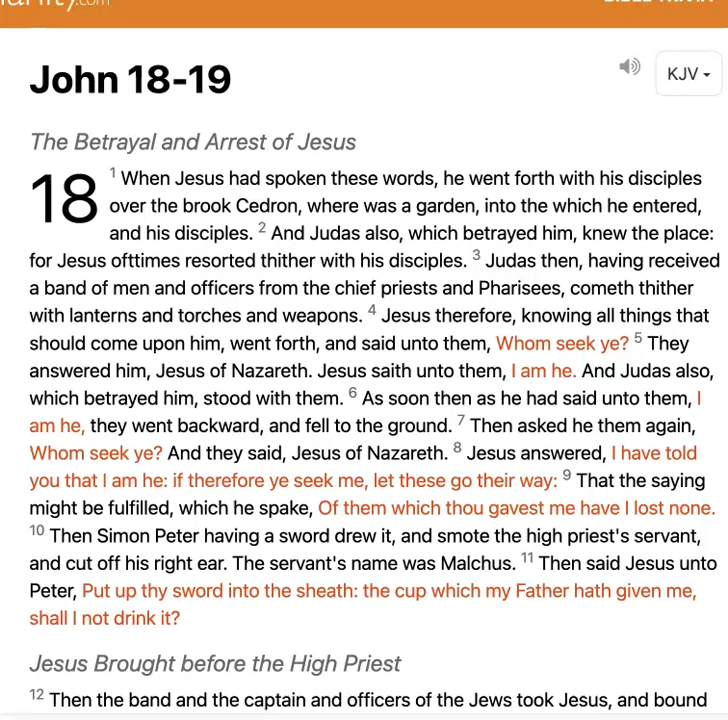 .com
John 18-19
KJV
The Betrayal and Arrest of Jesus
18 1 When Jesus had spoken these words, he went forth with his disciples
over the brook Cedron, where was a garden, into the which he entered,
and his disciples. 2 And Judas also, which betrayed him, knew the place:
for Jesus ofttimes resorted thither with his disciples. 3 Judas then, having received
a band of men and officers from the chief priests and Pharisees, cometh thither
with lanterns and torches and weapons. 4 Jesus therefore, knowing all things that
should come upon him, went forth, and said unto them, Whom seek ye? 5 They
answered him, Jesus of Nazareth. Jesus saith unto them, I am he. And Judas also,
which betrayed him, stood with them. 6 As soon then as he had said unto them, I
am he, they went backward, and fell to the ground. 7 Then asked he them again,
Whom seek ye? And they said, Jesus of Nazareth. 8 Jesus answered, I have told
you that I am he: if therefore ye seek me, let these go their way: 9 That the saying
might be fulfilled, which he spake, Of them which thou gavest me have I lost none.
10 Then Simon Peter having a sword drew it, and smote the high priest's servant,
and cut off his right ear. The servant's name was Malchus. 11 Then said Jesus unto
Peter, Put up thy sword into the sheath: the cup which my Father hath given me,
shall I not drink it?
Jesus Brought before the High Priest
12 Then the band and the captain and officers of the Jews took Jesus, and bound